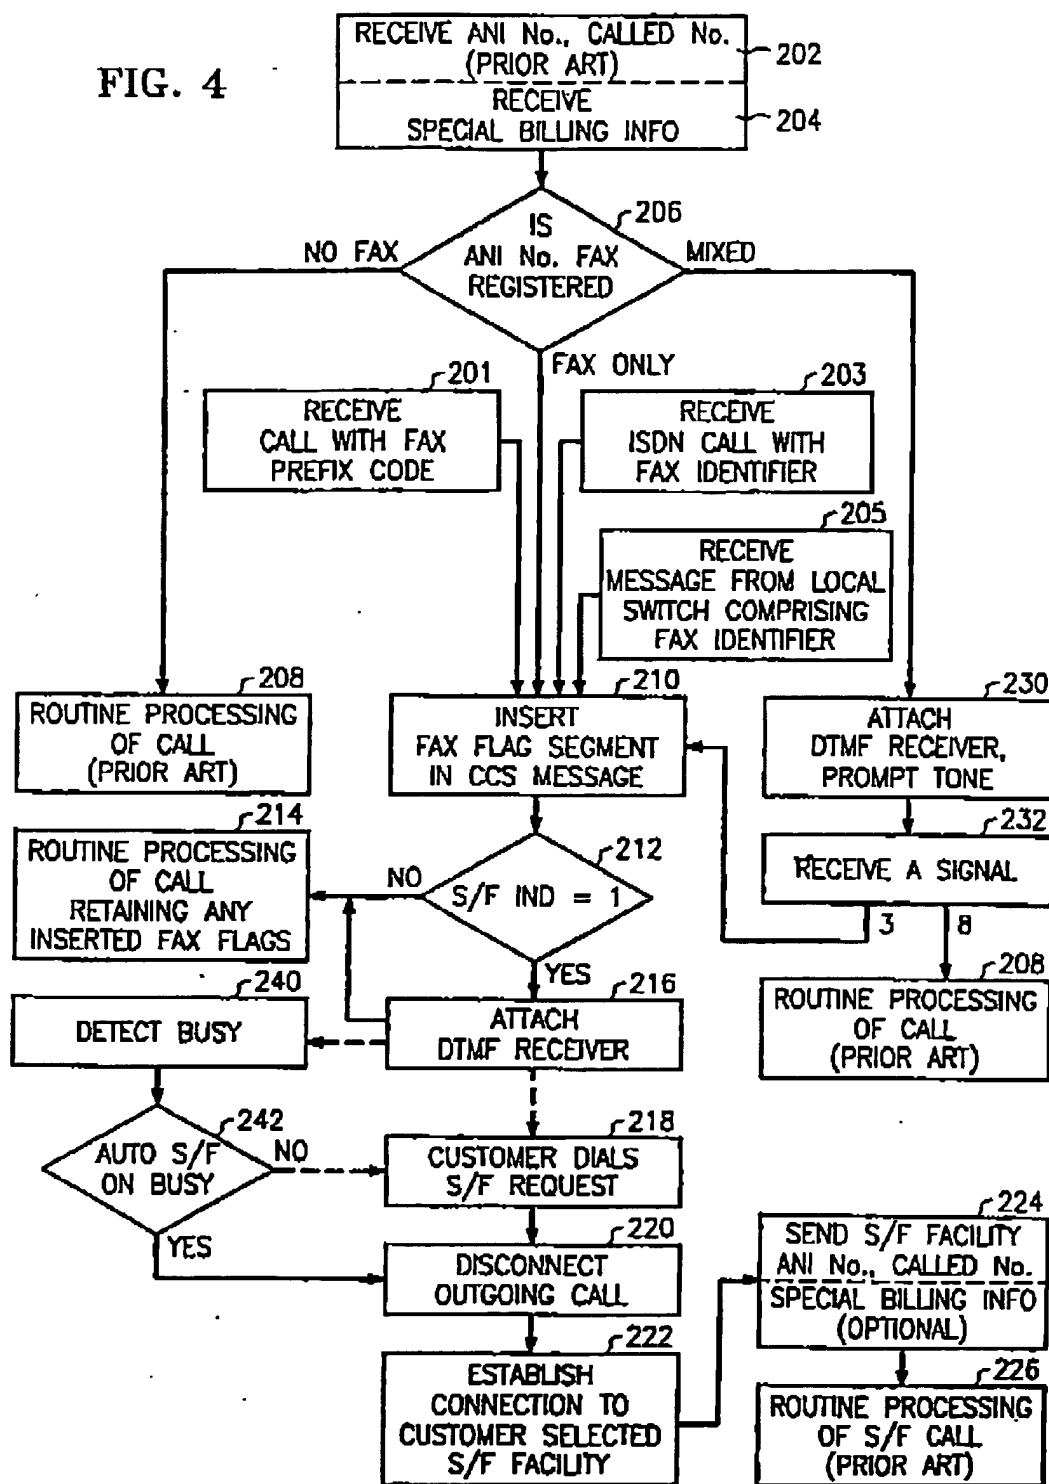 FIG. 4
RECEIVE ANI No., CALLED No.
(PRIOR ART)
202
RECEIVE
SPECIAL BILLING INFO
204
IS
ANI No. FAX
REGISTERED
206
NO FAX
MIXED
FAX ONLY
201
RECEIVE
CALL WITH FAX
PREFIX CODE
203
RECEIVE
ISDN CALL WITH
FAX IDENTIFIER
205
RECEIVE
MESSAGE FROM LOCAL
SWITCH COMPRISING
FAX IDENTIFIER
208
ROUTINE PROCESSING
OF CALL
(PRIOR ART)
210
INSERT
FAX FLAG SEGMENT
IN CCS MESSAGE
230
ATTACH
DTMF RECEIVER,
PROMPT TONE
214
ROUTINE PROCESSING
OF CALL
RETAINING ANY
INSERTED FAX FLAGS
212
S/F IND = 1
NO
YES
232
RECEIVE A SIGNAL
3
8
208
ROUTINE PROCESSING
OF CALL
(PRIOR ART)
240
DETECT BUSY
216
ATTACH
DTMF RECEIVER
242
AUTO S/F
ON BUSY
NO
YES
218
CUSTOMER DIALS
S/F REQUEST
220
DISCONNECT
OUTGOING CALL
222
ESTABLISH
CONNECTION TO
CUSTOMER SELECTED
S/F FACILITY
224
SEND S/F FACILITY
ANI No., CALLED No.
SPECIAL BILLING INFO
(OPTIONAL)
226
ROUTINE PROCESSING
OF S/F CALL
(PRIOR ART)